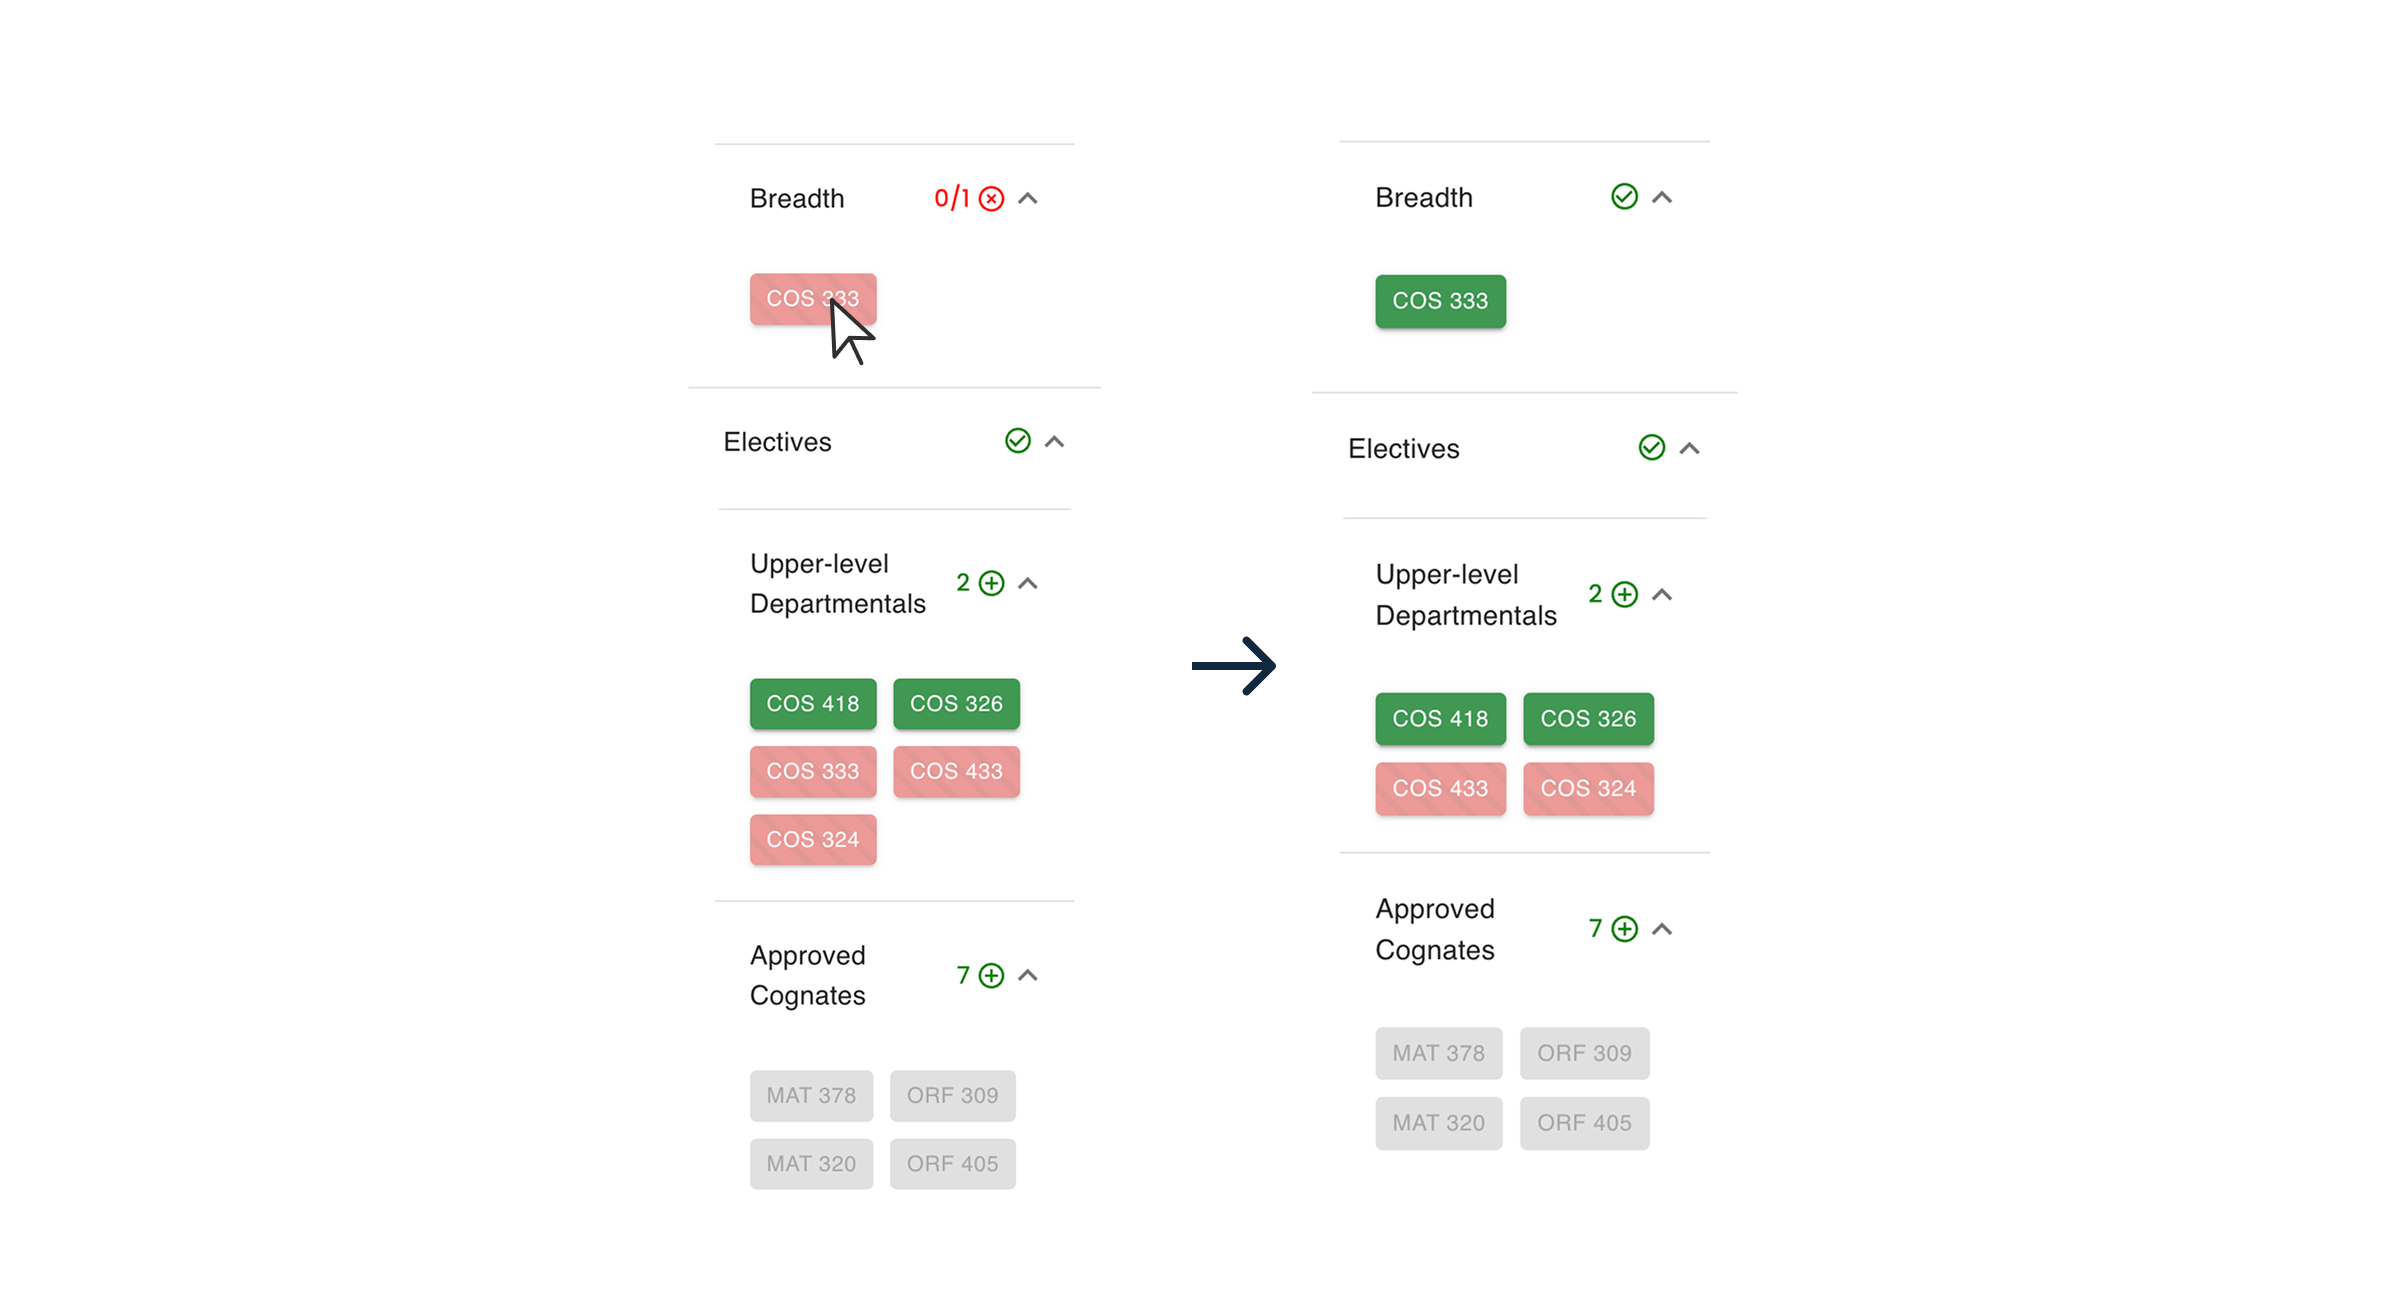 Breadth 0/1
COS 333
Electives
Upper-level
Departmentals 2
COS 418 COS 326
COS 333 COS 433
COS 324
Approved
Cognates 7
MAT 378 ORF 309
MAT 320 ORF 405
Breadth
COS 333
Electives
Upper-level
Departmentals 2
COS 418 COS 326
COS 433 COS 324
Approved
Cognates 7
MAT 378 ORF 309
MAT 320 ORF 405